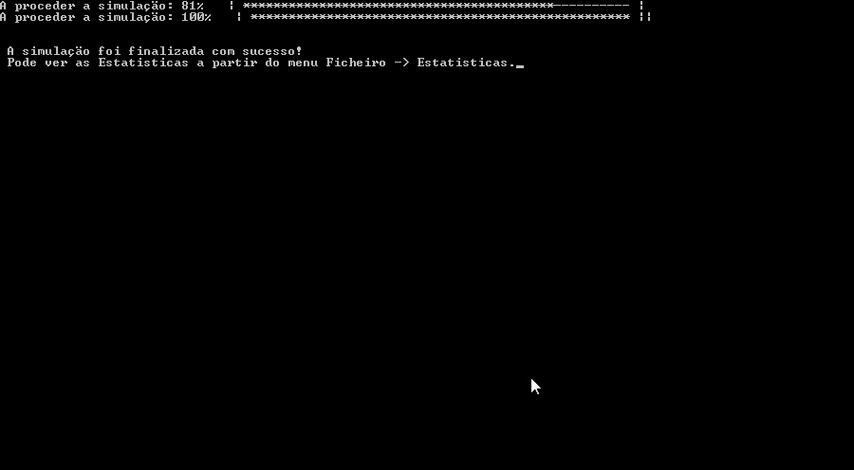 A proceder a simulação: 81% ¦ *****************************************---------- ¦
A proceder a simulação: 100% ¦ ************************************************** ¦¦
A simulação foi finalizada com sucesso!
Pode ver as Estatisticas a partir do menu Ficheiro -> Estatisticas._